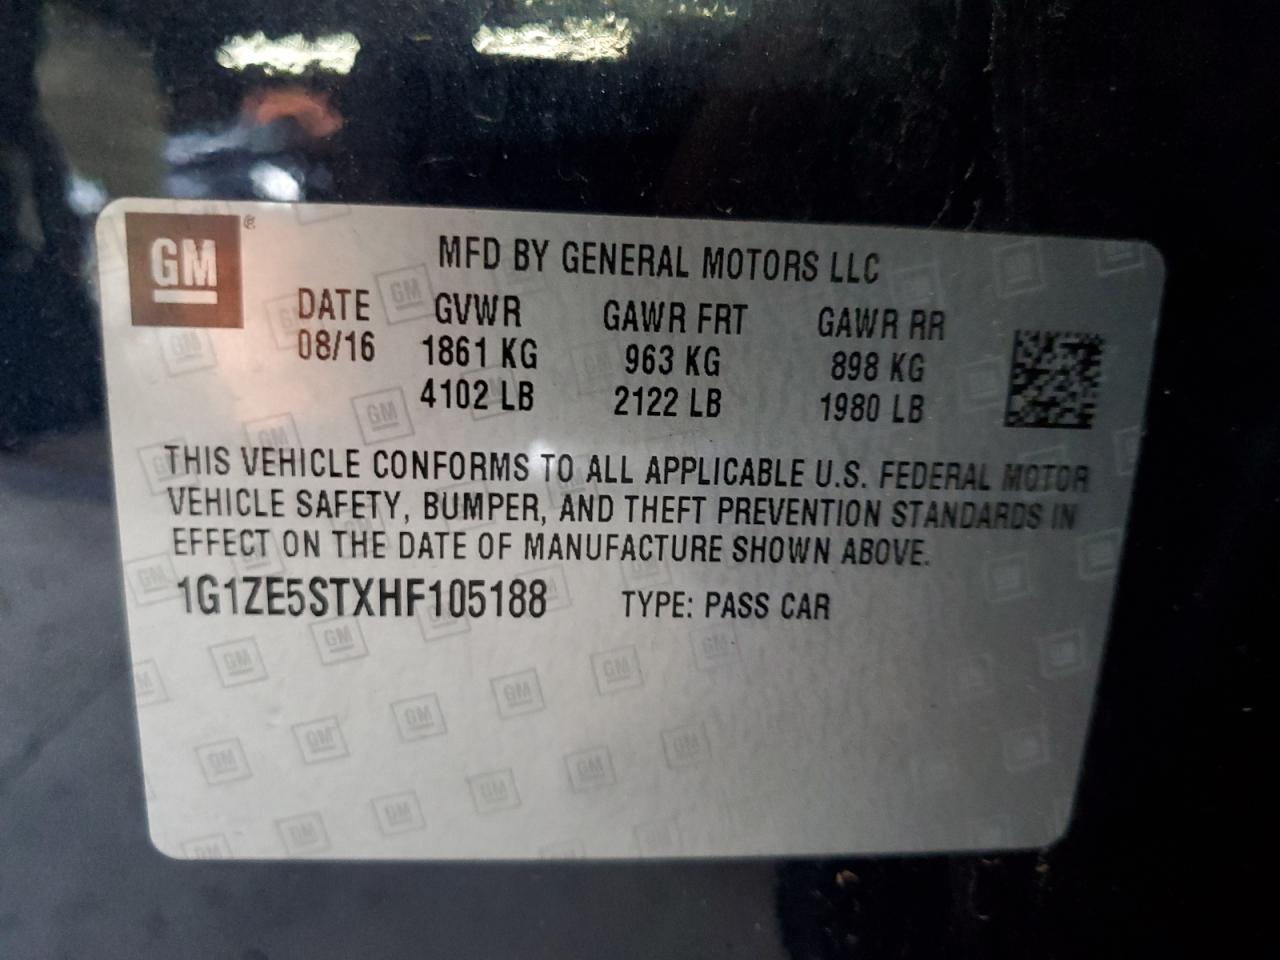 GM ®
MFD BY GENERAL MOTORS LLC
DATE GVWR GAWR FRT GAWR RR
08/16 1861 KG 963 KG 898 KG
4102 LB 2122 LB 1980 LB
THIS VEHICLE CONFORMS TO ALL APPLICABLE U.S. FEDERAL MOTOR
VEHICLE SAFETY, BUMPER, AND THEFT PREVENTION STANDARDS IN
EFFECT ON THE DATE OF MANUFACTURE SHOWN ABOVE.
1G1ZE5STXHF105188 TYPE: PASS CAR